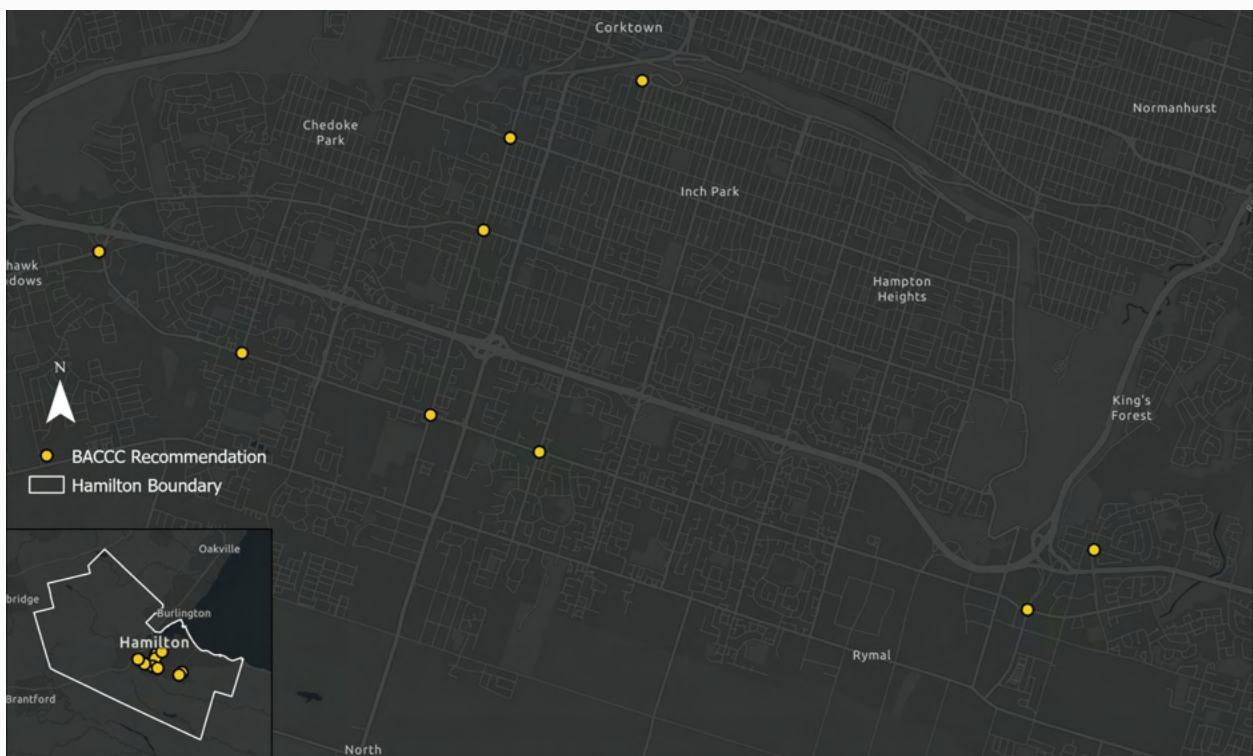 Corktown
Normanhurst
Chedoke
Park
Inch Park
hawk
dows
Hampton
Heights
N
King's
Forest
BACCC Recommendation
Hamilton Boundary
Oakville
bridge
Burlington
Hamilton
Brantford
Rymal
North